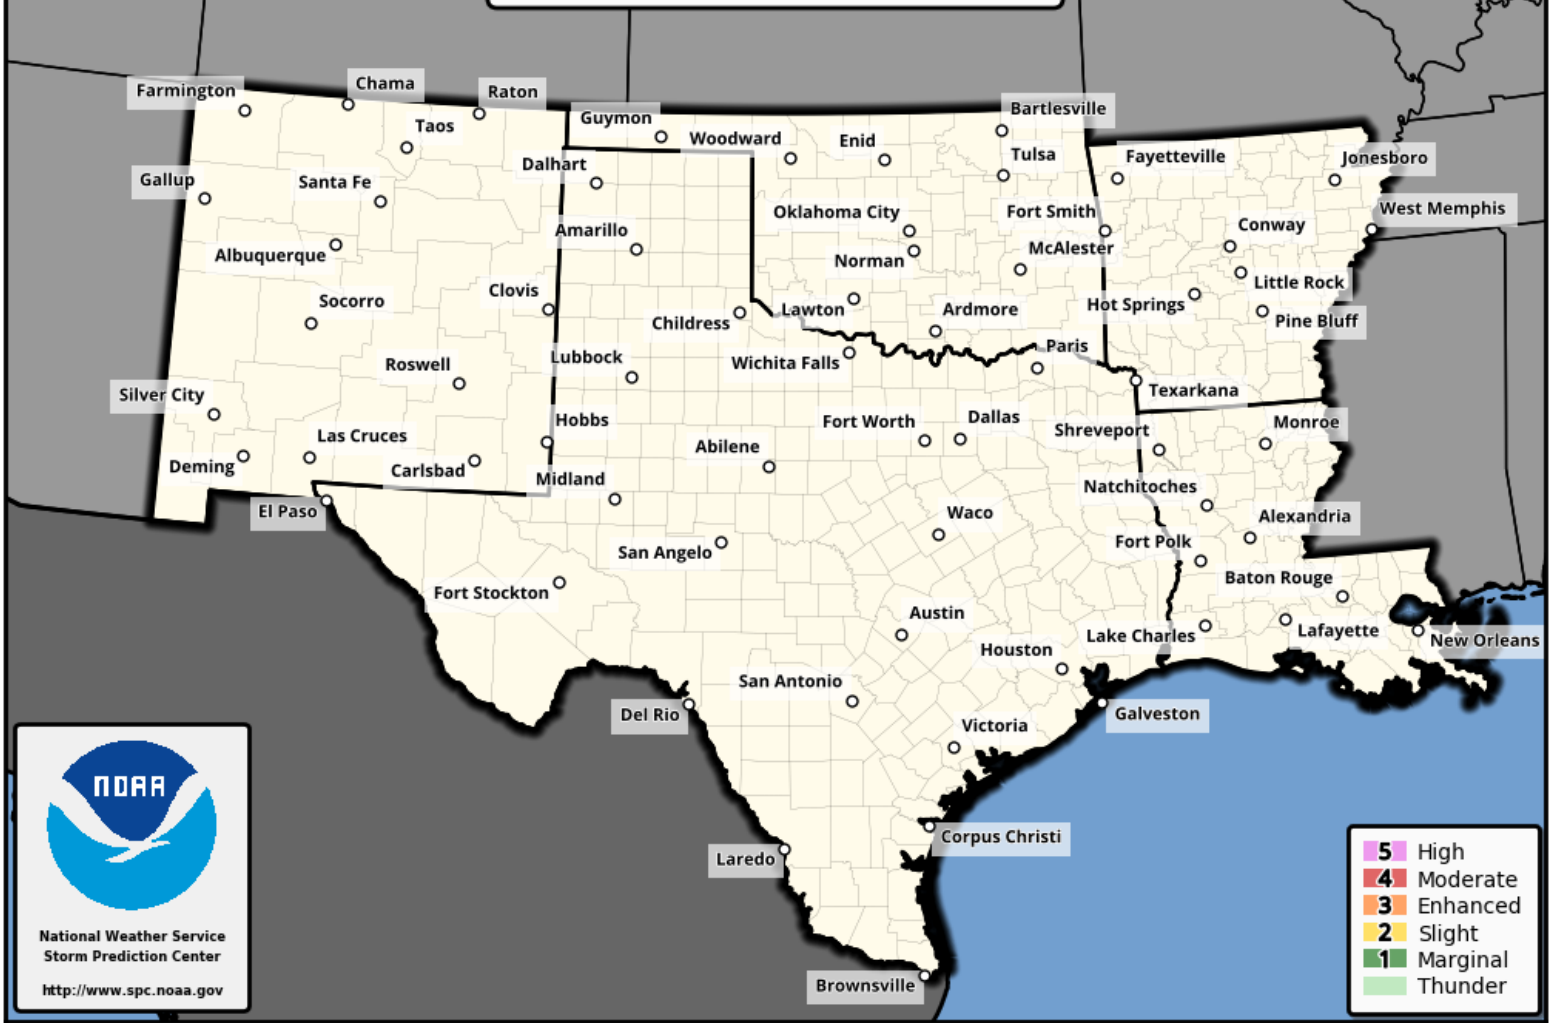 Farmington
Chama
Raton
Taos
Guymon
Woodward
Enid
Bartlesville
Tulsa
Fayetteville
Jonesboro
Gallup
Santa Fe
Dalhart
West Memphis
Oklahoma City
Fort Smith
Conway
Albuquerque
Amarillo
Norman
McAlester
Little Rock
Socorro
Clovis
Childress
Lawton
Ardmore
Hot Springs
Pine Bluff
Roswell
Lubbock
Wichita Falls
Paris
Texarkana
Silver City
Hobbs
Fort Worth
Dallas
Shreveport
Monroe
Las Cruces
Deming
Carlsbad
Midland
Abilene
Natchitoches
El Paso
Waco
Alexandria
San Angelo
Fort Polk
Fort Stockton
Baton Rouge
Austin
Lake Charles
Lafayette
New Orleans
Houston
San Antonio
Del Rio
Victoria
Galveston
Corpus Christi
Laredo
Brownsville
NOAA
National Weather Service
Storm Prediction Center
http://www.spc.noaa.gov
5 High
4 Moderate
3 Enhanced
2 Slight
1 Marginal
Thunder